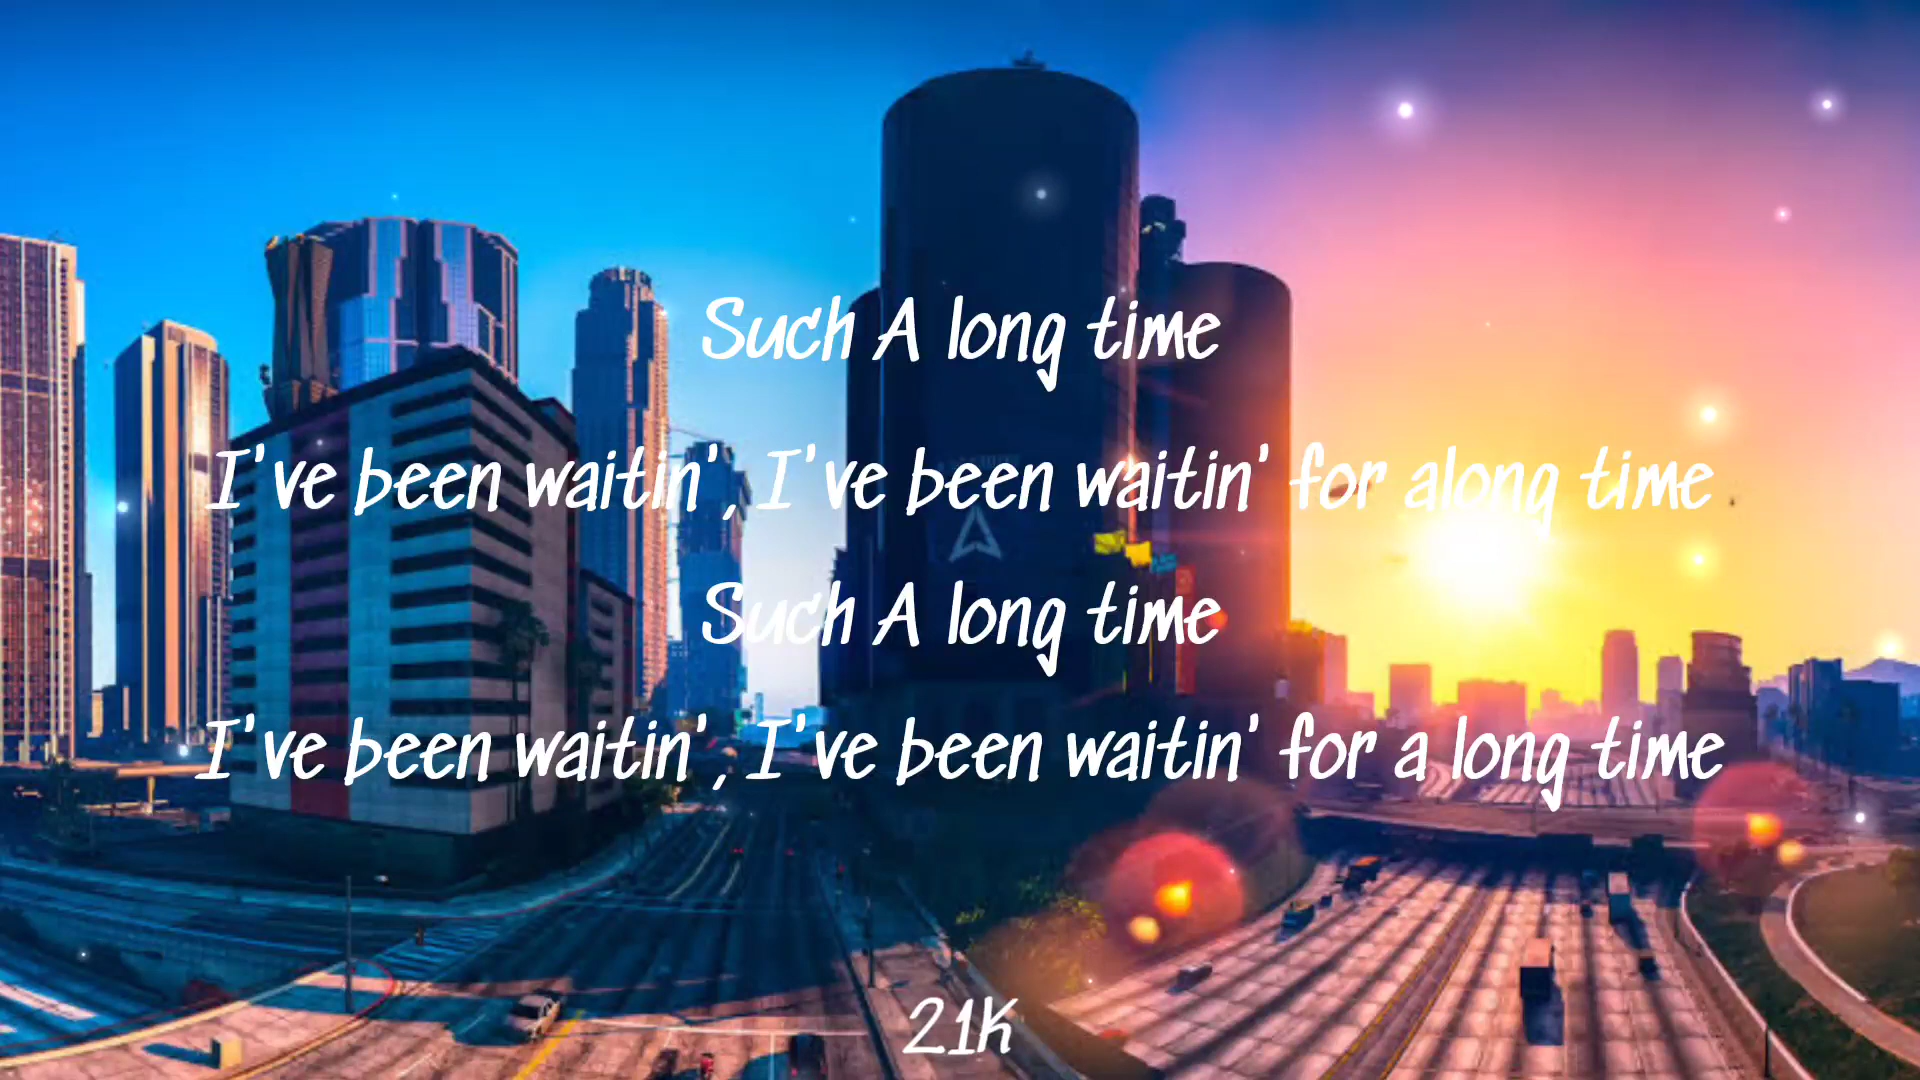 Such A long time
I've been waitin', I've been waitin' for along time
Such A long time
I've been waitin', I've been waitin' for a long time
21K